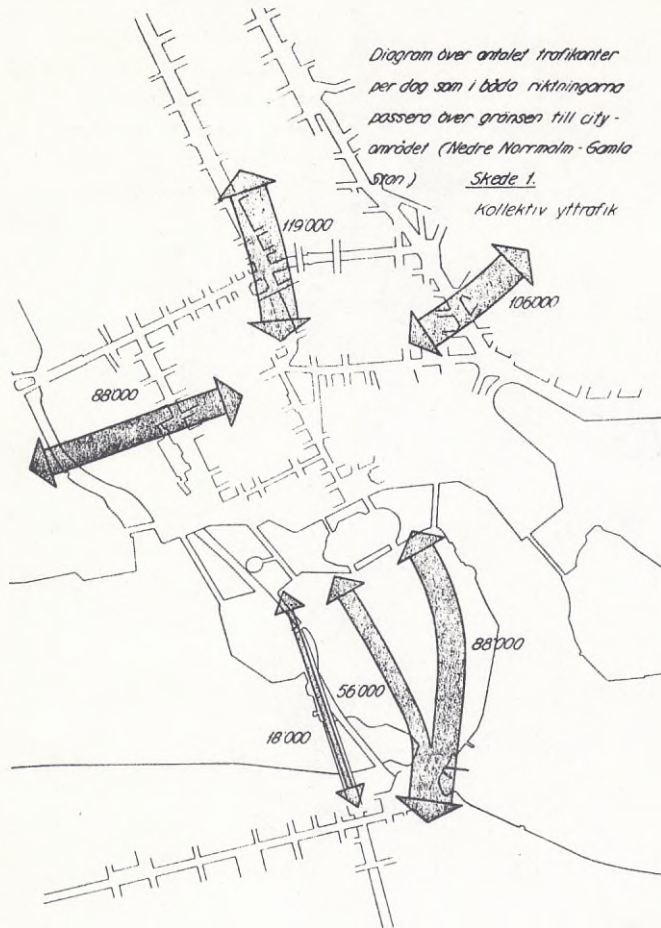 Diagram över antalet trafikanter
per dag som i båda riktningarna
passera över gränsen till city-
området (Nedre Norrmalm - Gamla
Stan) Skede 1.
Kollektiv yttrafik
119'000
106'000
88'000
88'000
56'000
18'000